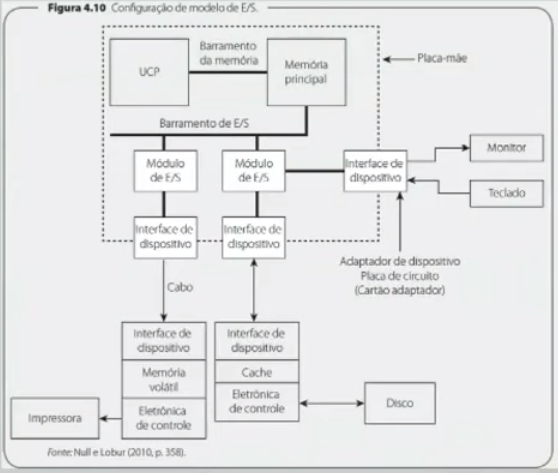 Figura 4.10 Configuração de modelo de E/S.
UCP
Barramento
da memória
Memória
principal
Placa-mãe
Barramento de E/S
Módulo
de E/S
Módulo
de E/S
Interface de
dispositivo
Monitor
Teclado
Interface de
dispositivo
Interface de
dispositivo
Adaptador de dispositivo
Placa de circuito
(Cartão adaptador)
Cabo
Interface de
dispositivo
Memória
volátil
Eletrônica
de controle
Interface de
dispositivo
Cache
Eletrônica
de controle
Impressora
Disco
Fonte: Null e Lobur (2010, p. 358).